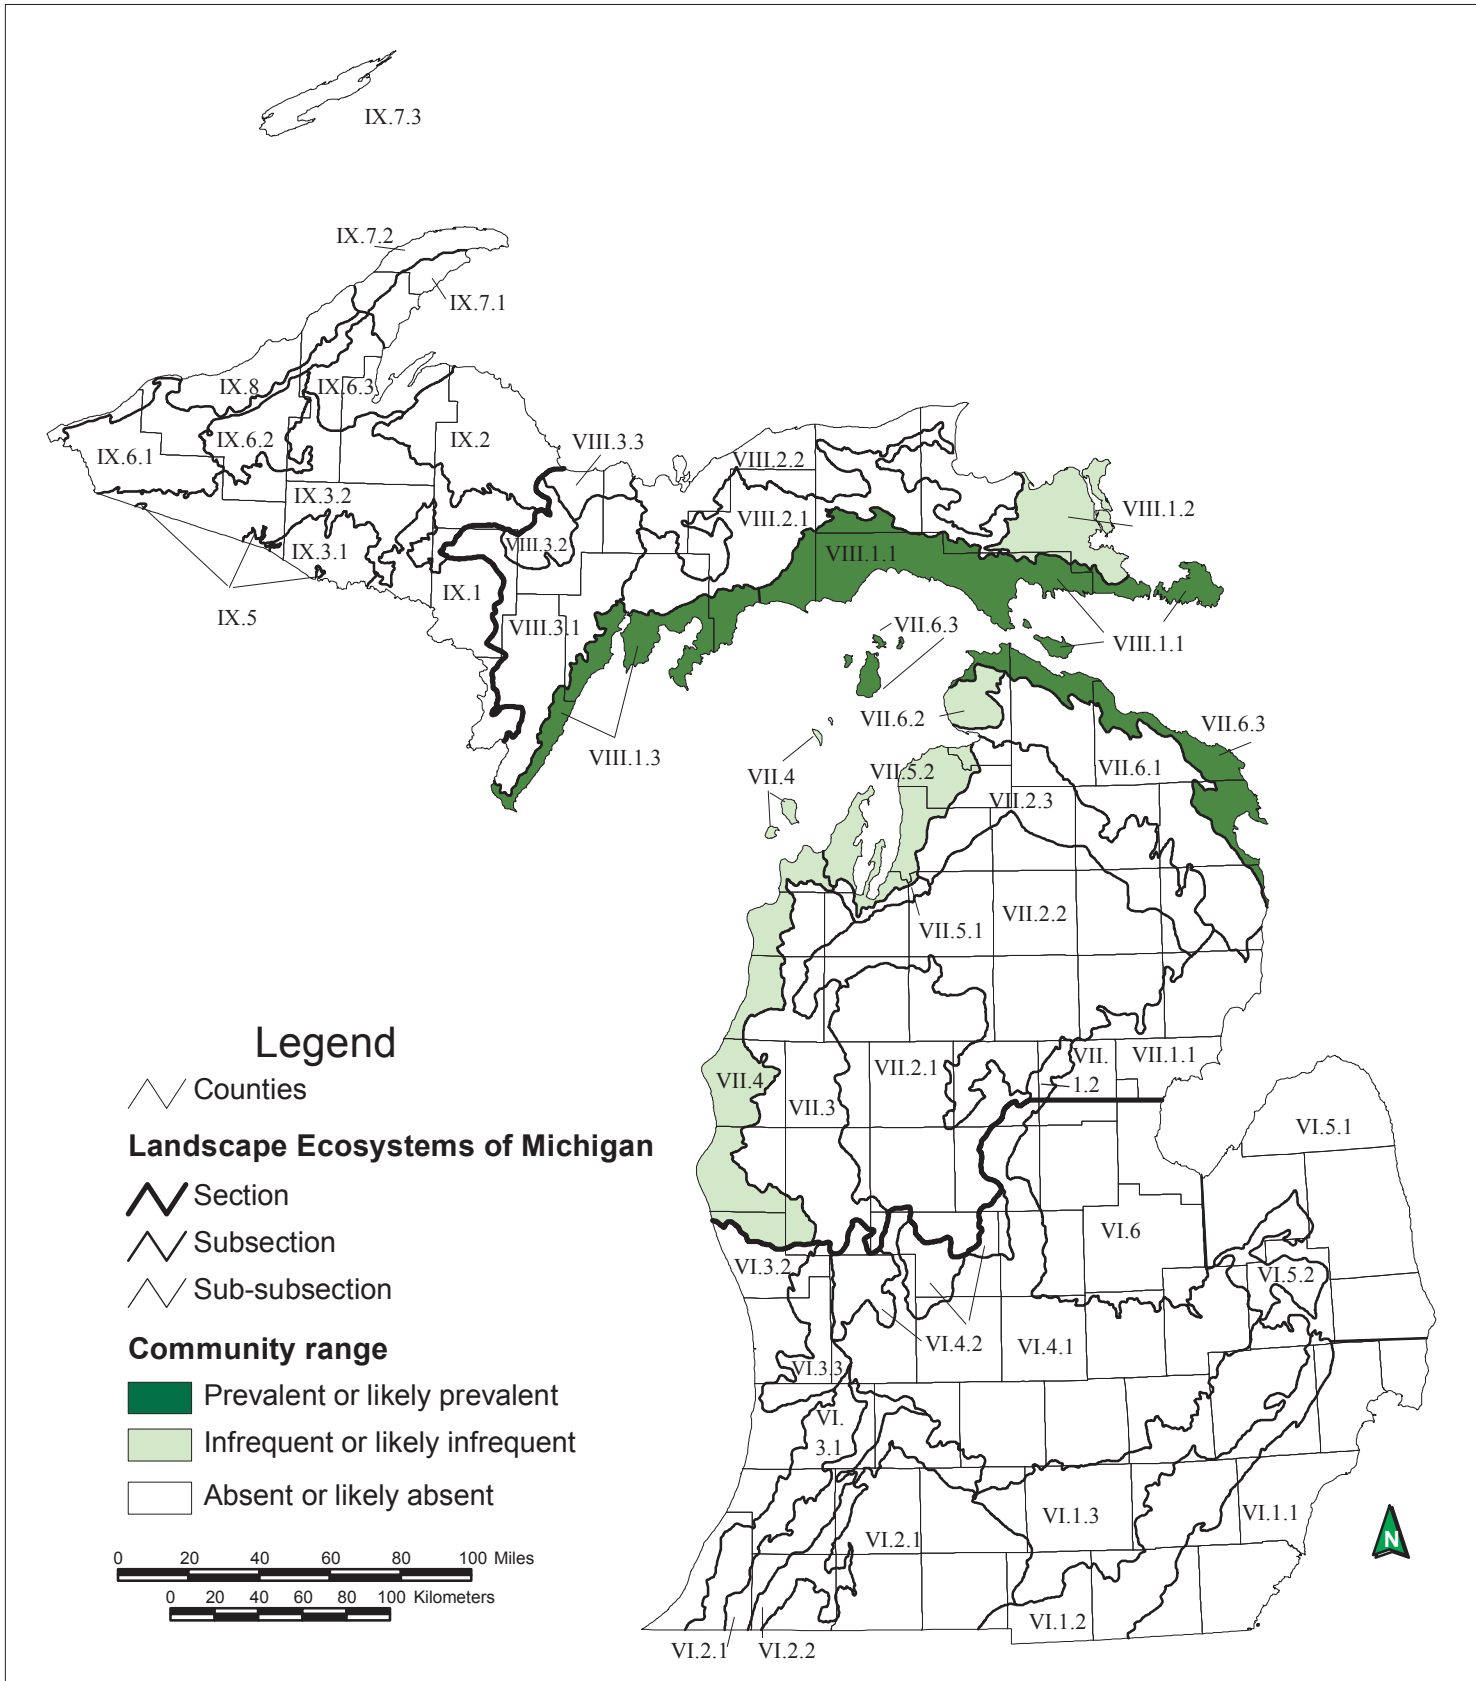 IX.7.3
IX.7.2
IX.7.1
IX.8
IX.6.3
IX.6.2
IX.2
IX.6.1
VIII.3.3
VIII.2.2
IX.3.2
VIII.1.2
VIII.2.1
IX.3.1
VIII.3.2
VIII.1.1
IX.1
IX.5
VIII.3.1
VII.6.3
VIII.1.1
VII.6.2
VII.6.3
VIII.1.3
VII.4
VII.5.2
VII.6.1
VII.2.3
VII.2.2
VII.5.1
VII.4
VII.3
VII.2.1
VII.
1.2
VII.1.1
VI.5.1
VI.6
VI.3.2
VI.5.2
VI.4.2
VI.4.1
VI.3.3
VI.
3.1
VI.1.3
VI.1.1
VI.2.1
VI.1.2
VI.2.1
VI.2.2
Legend
Counties
Landscape Ecosystems of Michigan
Section
Subsection
Sub-subsection
Community range
Prevalent or likely prevalent
Infrequent or likely infrequent
Absent or likely absent
0 20 40 60 80 100 Miles
0 20 40 60 80 100 Kilometers
N